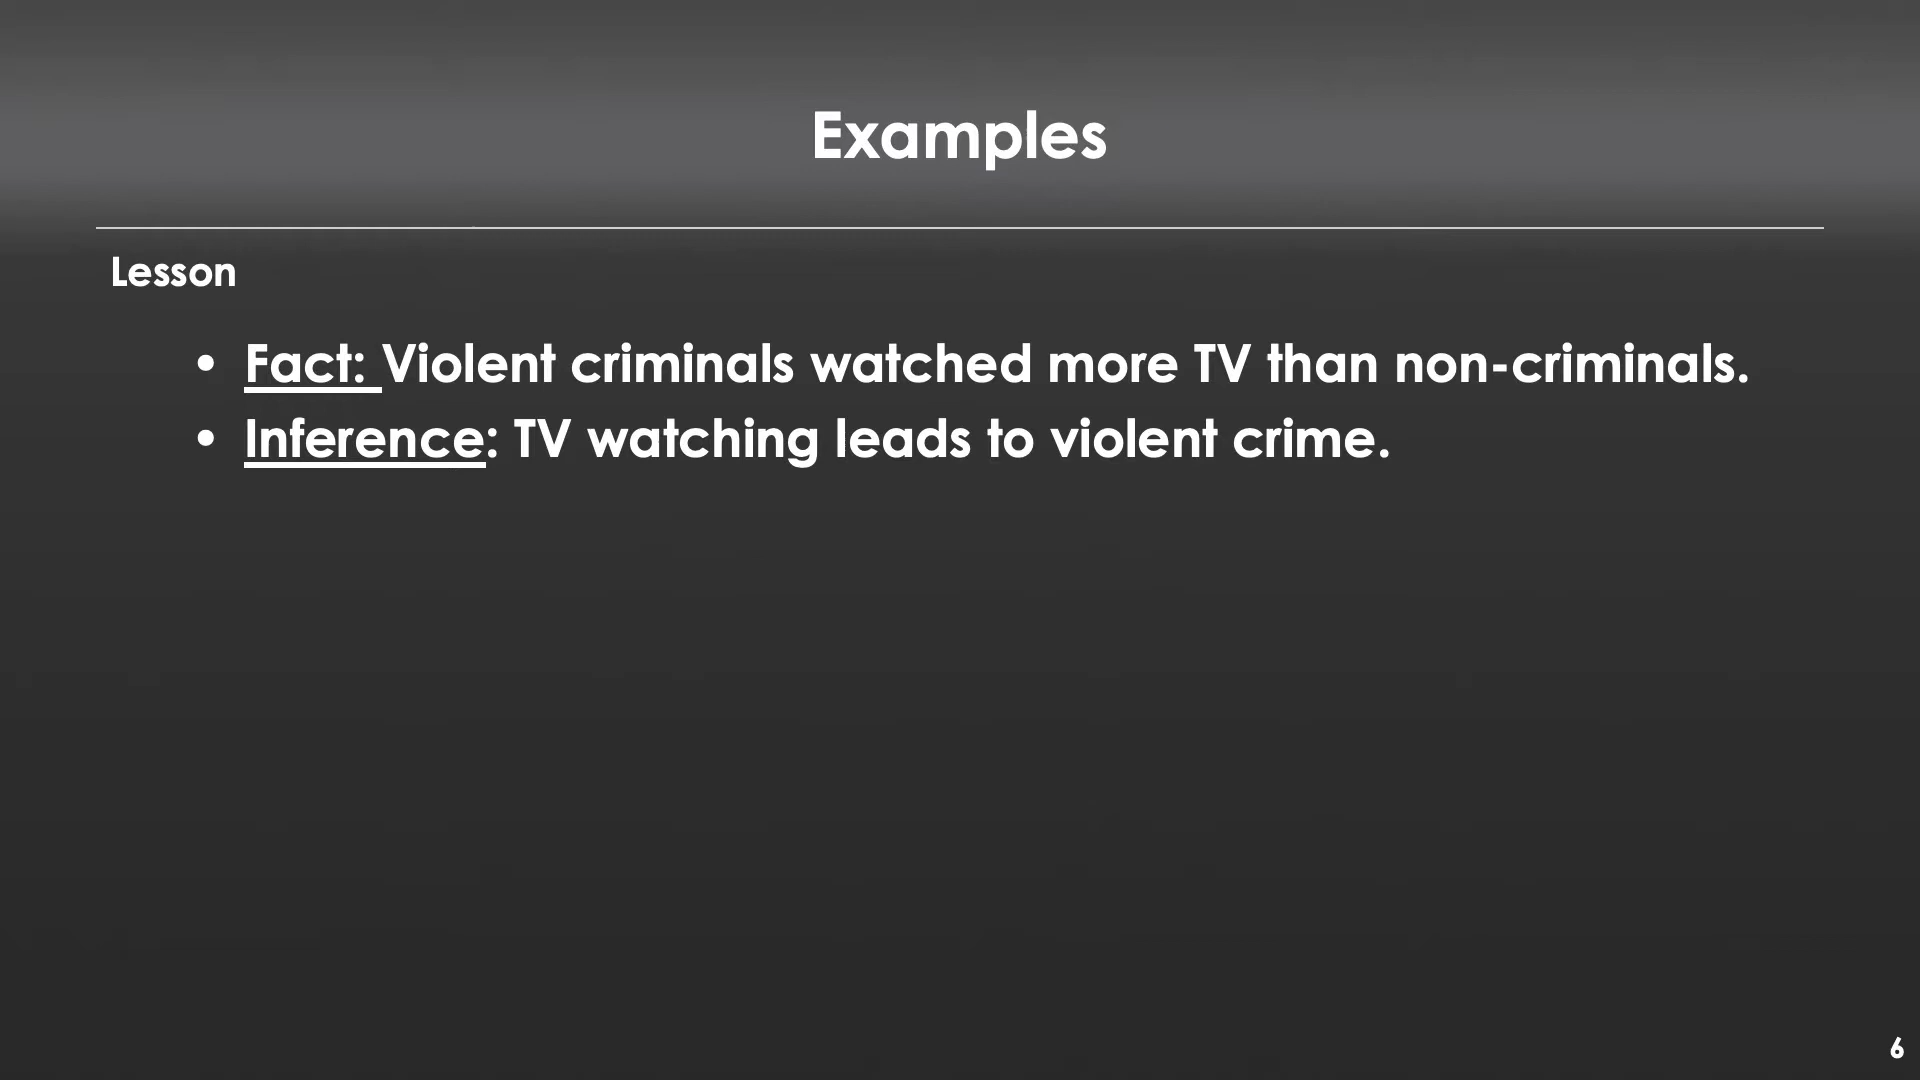 Examples
Lesson
• Fact: Violent criminals watched more TV than non-criminals.
• Inference: TV watching leads to violent crime.
6